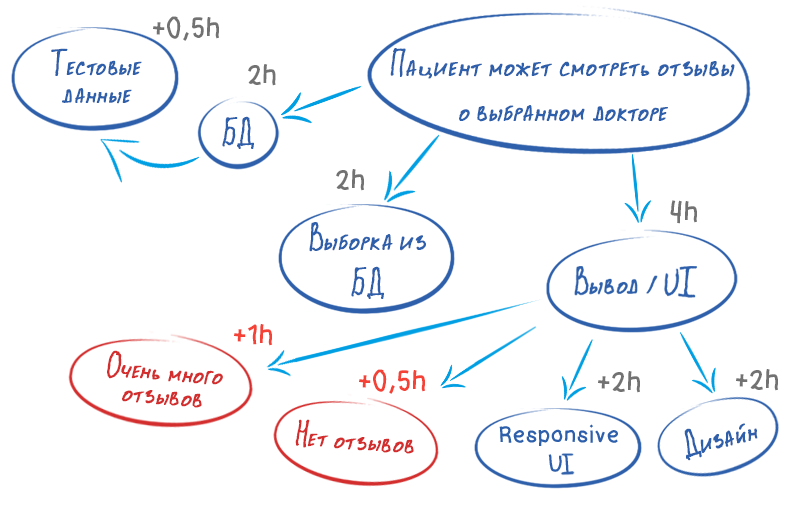 +0,5h
Тестовые
данные
2h
БД
Пациент может смотреть отзывы
о выбранном докторе
2h
Выборка из
БД
4h
Вывод / UI
+1h
Очень много
отзывов
+0,5h
Нет отзывов
+2h
Responsive
UI
+2h
Дизайн